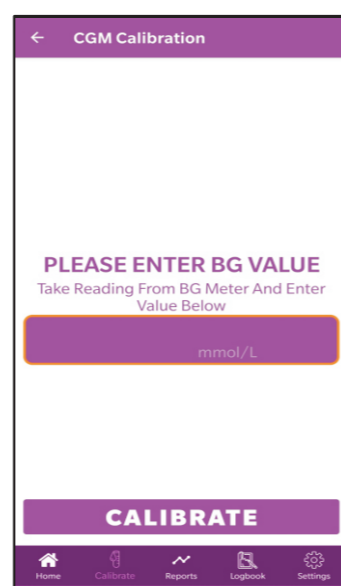 CGM Calibration
PLEASE ENTER BG VALUE
Take Reading From BG Meter And Enter
Value Below
mmol/L
CALIBRATE
Home Calibrate Reports Logbook Settings